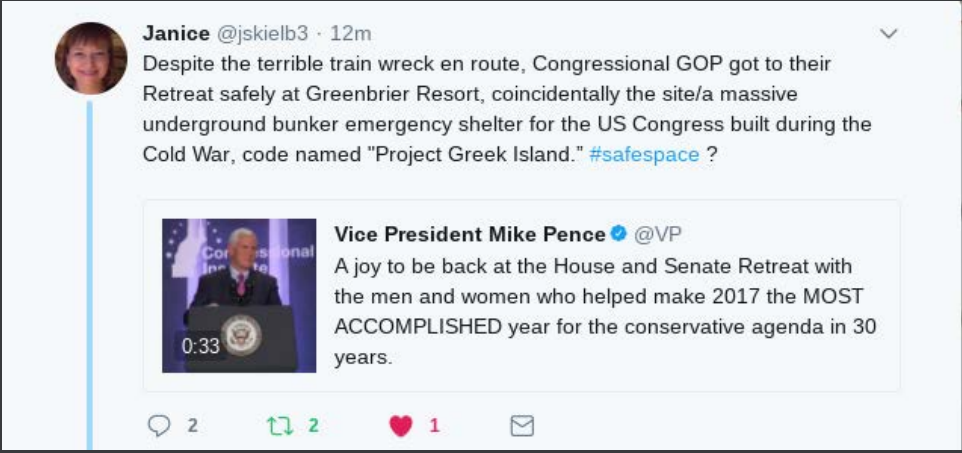 Janice @jskielb3 · 12m
Despite the terrible train wreck en route, Congressional GOP got to their
Retreat safely at Greenbrier Resort, coincidentally the site/a massive
underground bunker emergency shelter for the US Congress built during the
Cold War, code named "Project Greek Island.” #safespace ?
Vice President Mike Pence @VP
A joy to be back at the House and Senate Retreat with
the men and women who helped make 2017 the MOST
ACCOMPLISHED year for the conservative agenda in 30
years.
0:33
2 2 1